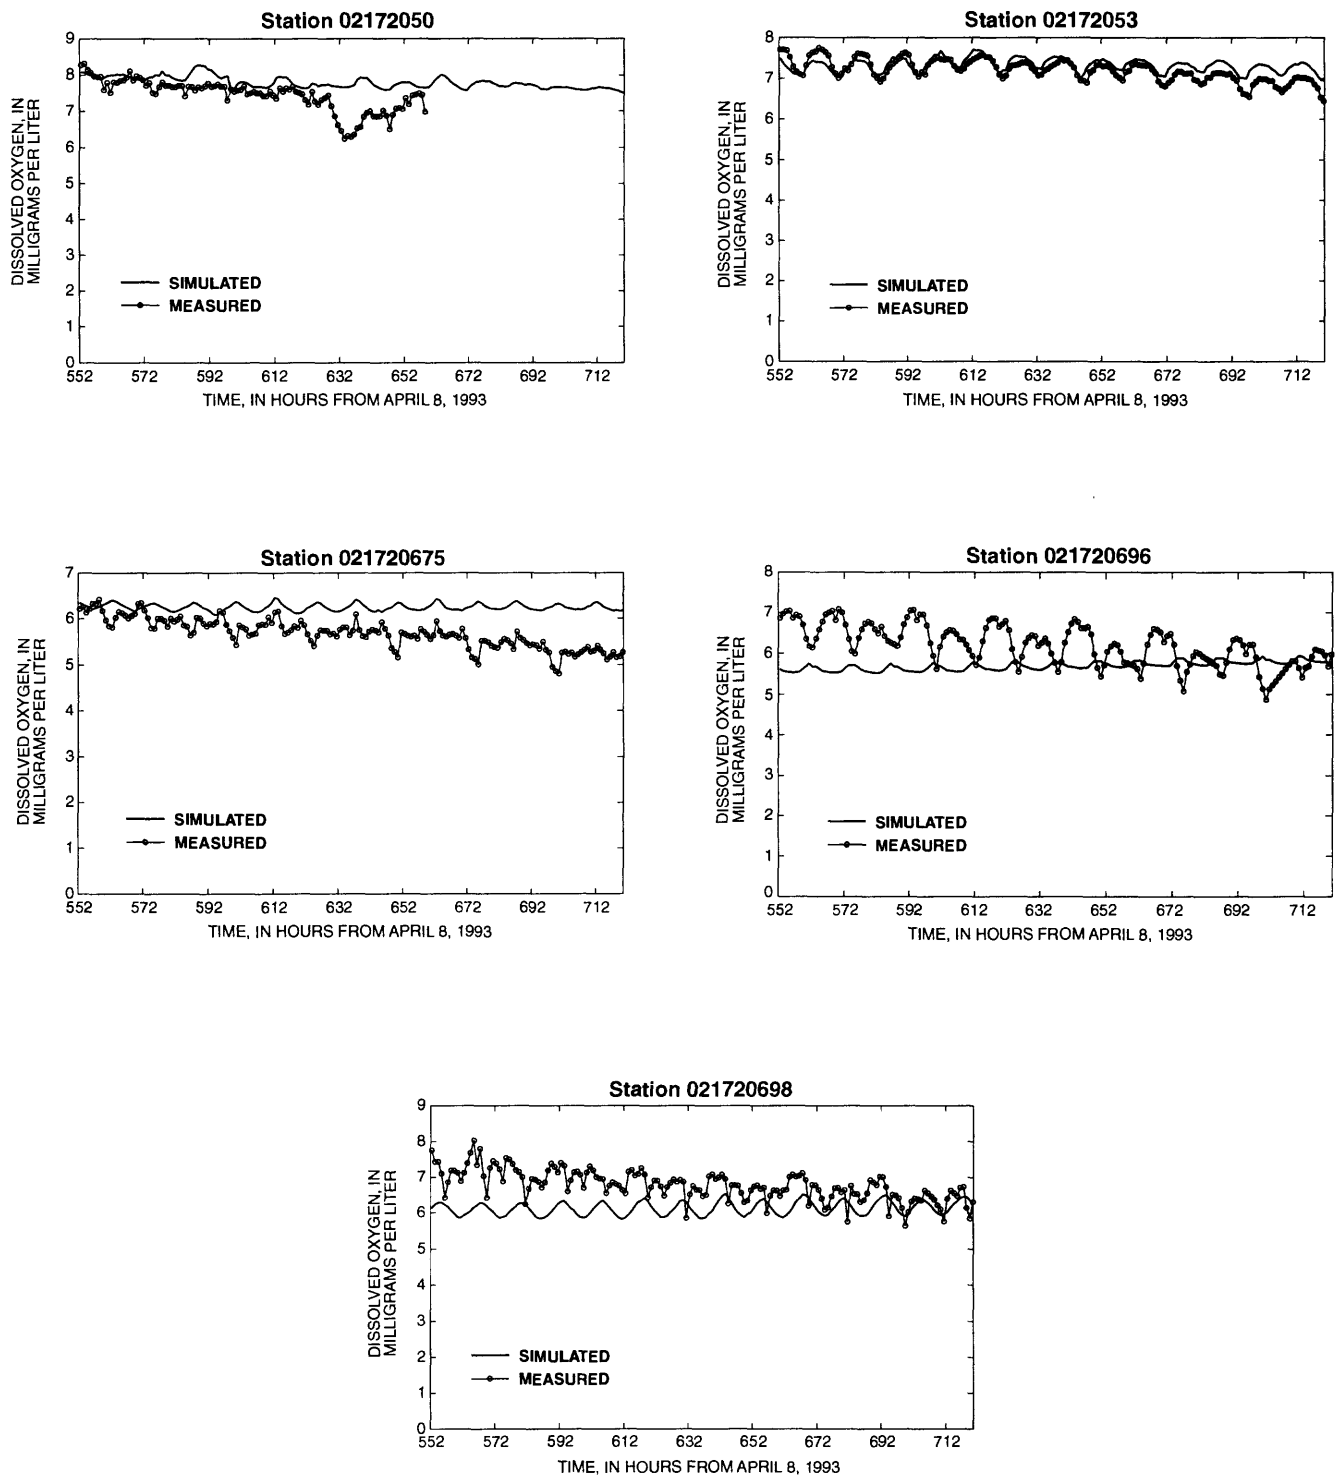 Station 02172050
9
8
7
6
5
4
3
2
1
0
DISSOLVED OXYGEN, IN
MILLIGRAMS PER LITER
SIMULATED
MEASURED
552 572 592 612 632 652 672 692 712
TIME, IN HOURS FROM APRIL 8, 1993
Station 02172053
8
7
6
5
4
3
2
1
0
DISSOLVED OXYGEN, IN
MILLIGRAMS PER LITER
SIMULATED
MEASURED
552 572 592 612 632 652 672 692 712
TIME, IN HOURS FROM APRIL 8, 1993
Station 021720675
7
6
5
4
3
2
1
0
DISSOLVED OXYGEN, IN
MILLIGRAMS PER LITER
SIMULATED
MEASURED
552 572 592 612 632 652 672 692 712
TIME, IN HOURS FROM APRIL 8, 1993
Station 021720696
8
7
6
5
4
3
2
1
0
DISSOLVED OXYGEN, IN
MILLIGRAMS PER LITER
SIMULATED
MEASURED
552 572 592 612 632 652 672 692 712
TIME, IN HOURS FROM APRIL 8, 1993
Station 021720698
9
8
7
6
5
4
3
2
1
0
DISSOLVED OXYGEN, IN
MILLIGRAMS PER LITER
SIMULATED
MEASURED
552 572 592 612 632 652 672 692 712
TIME, IN HOURS FROM APRIL 8, 1993